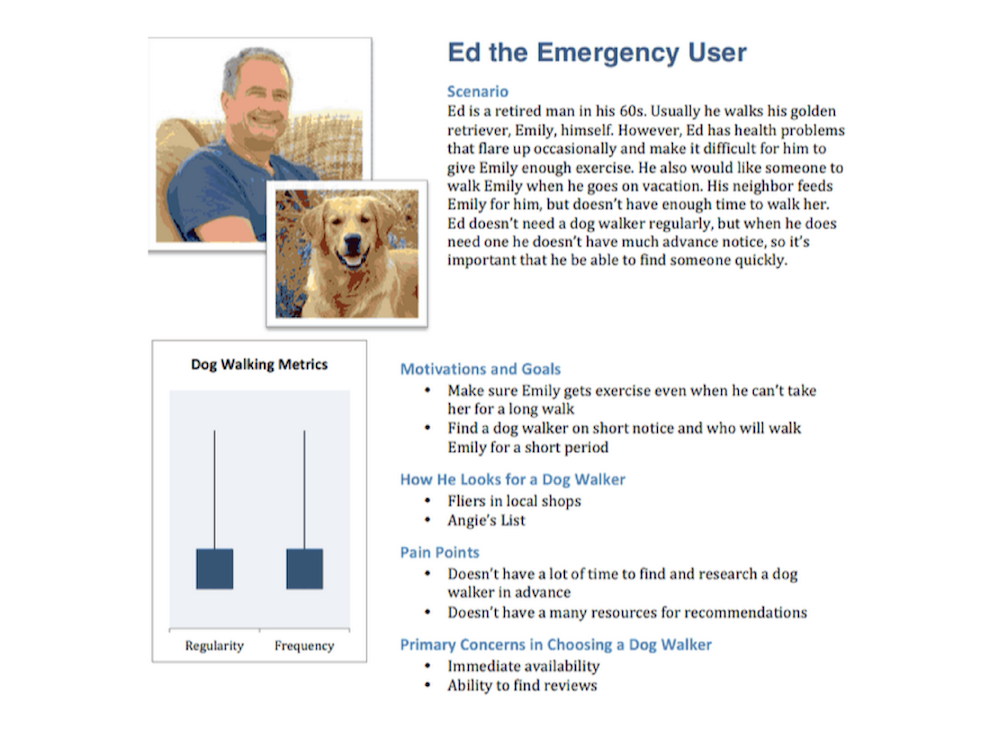 Ed the Emergency User
Scenario
Ed is a retired man in his 60s. Usually he walks his golden
retriever, Emily, himself. However, Ed has health problems
that flare up occasionally and make it difficult for him to
give Emily enough exercise. He also would like someone to
walk Emily when he goes on vacation. His neighbor feeds
Emily for him, but doesn't have enough time to walk her.
Ed doesn't need a dog walker regularly, but when he does
need one he doesn't have much advance notice, so it's
important that he be able to find someone quickly.
Dog Walking Metrics
Regularity
Frequency
Motivations and Goals
• Make sure Emily gets exercise even when he can't take
her for a long walk
• Find a dog walker on short notice and who will walk
Emily for a short period
How He Looks for a Dog Walker
• Fliers in local shops
• Angie's List
Pain Points
• Doesn't have a lot of time to find and research a dog
walker in advance
• Doesn't have a many resources for recommendations
Primary Concerns in Choosing a Dog Walker
• Immediate availability
• Ability to find reviews